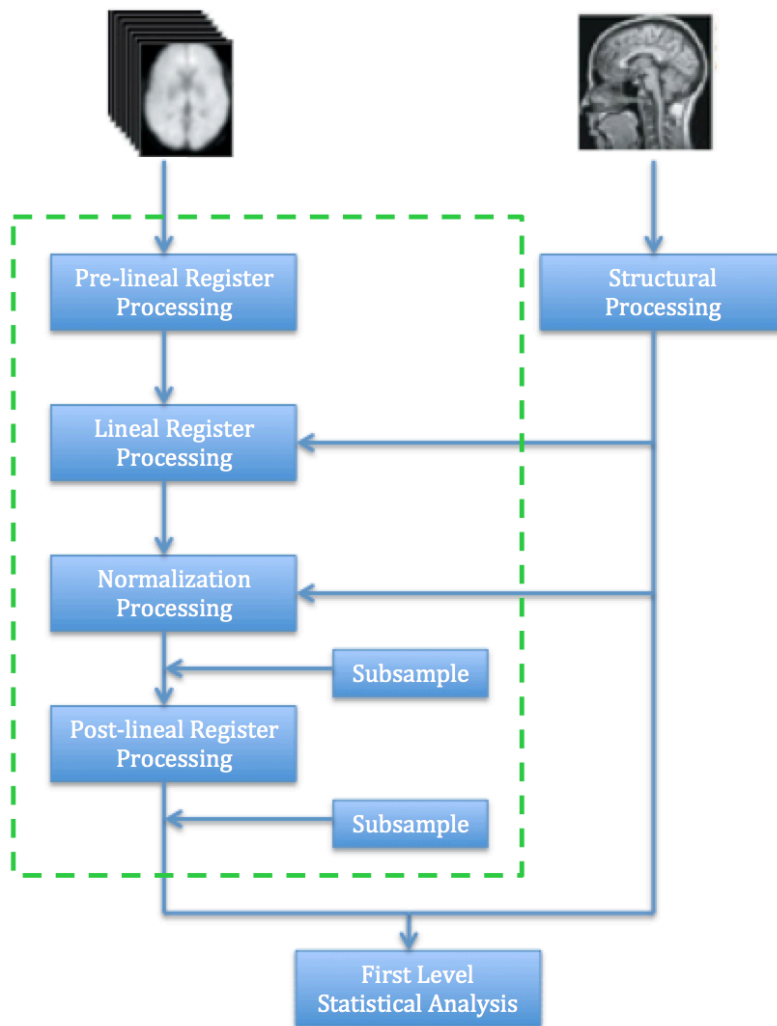 Pre-lineal Register
Processing
Structural
Processing
Lineal Register
Processing
Normalization
Processing
Subsample
Post-lineal Register
Processing
Subsample
First Level
Statistical Analysis